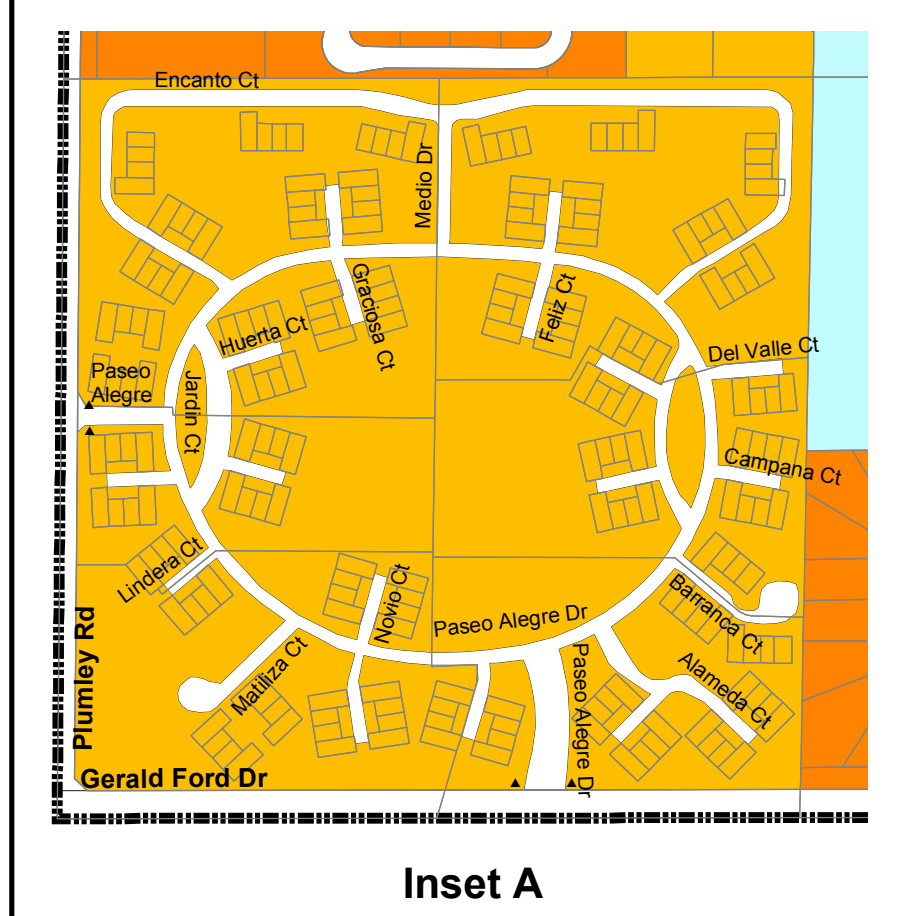 Encanto Ct
Medio Dr
Graciosa Ct
Feliz Ct
Huerta Ct
Del Valle Ct
Paseo
Alegre
Jardin Ct
Campana Ct
Lindera Ct
Novio Ct
Barranca Ct
Paseo Alegre Dr
Matiliza Ct
Paseo Alegre Dr
Alameda Ct
Plumley Rd
Gerald Ford Dr
Inset A